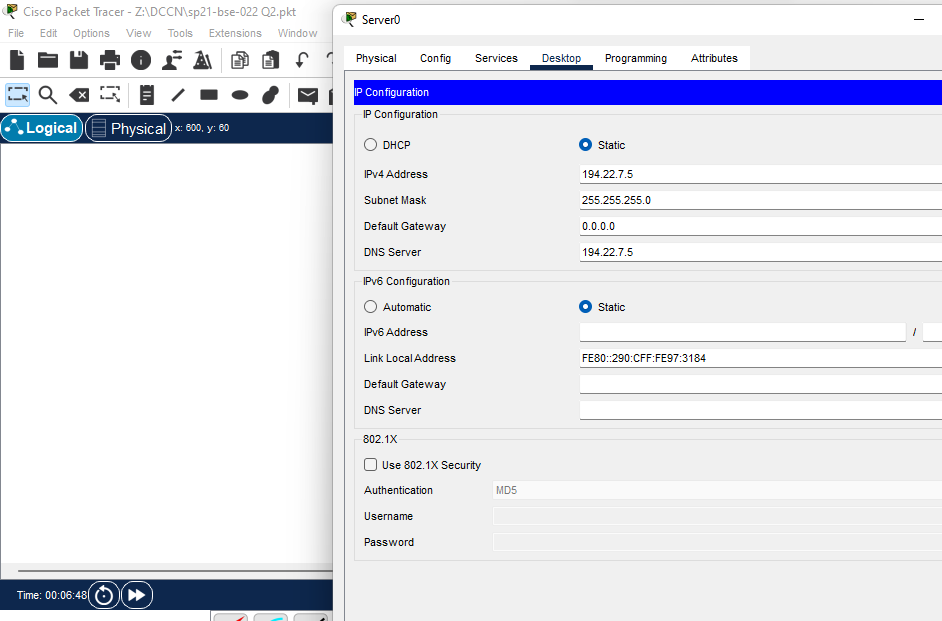 Cisco Packet Tracer - Z:\DCCN\sp21-bse-022 Q2.pkt
File Edit Options View Tools Extensions Window
Logical Physical x: 600, y: 60
Time: 00:06:48
Server0
Physical Config Services Desktop Programming Attributes
IP Configuration
IP Configuration
DHCP Static
IPv4 Address 194.22.7.5
Subnet Mask 255.255.255.0
Default Gateway 0.0.0.0
DNS Server 194.22.7.5
IPv6 Configuration
Automatic Static
IPv6 Address /
Link Local Address FE80::290:CFF:FE97:3184
Default Gateway
DNS Server
802.1X
Use 802.1X Security
Authentication MD5
Username
Password